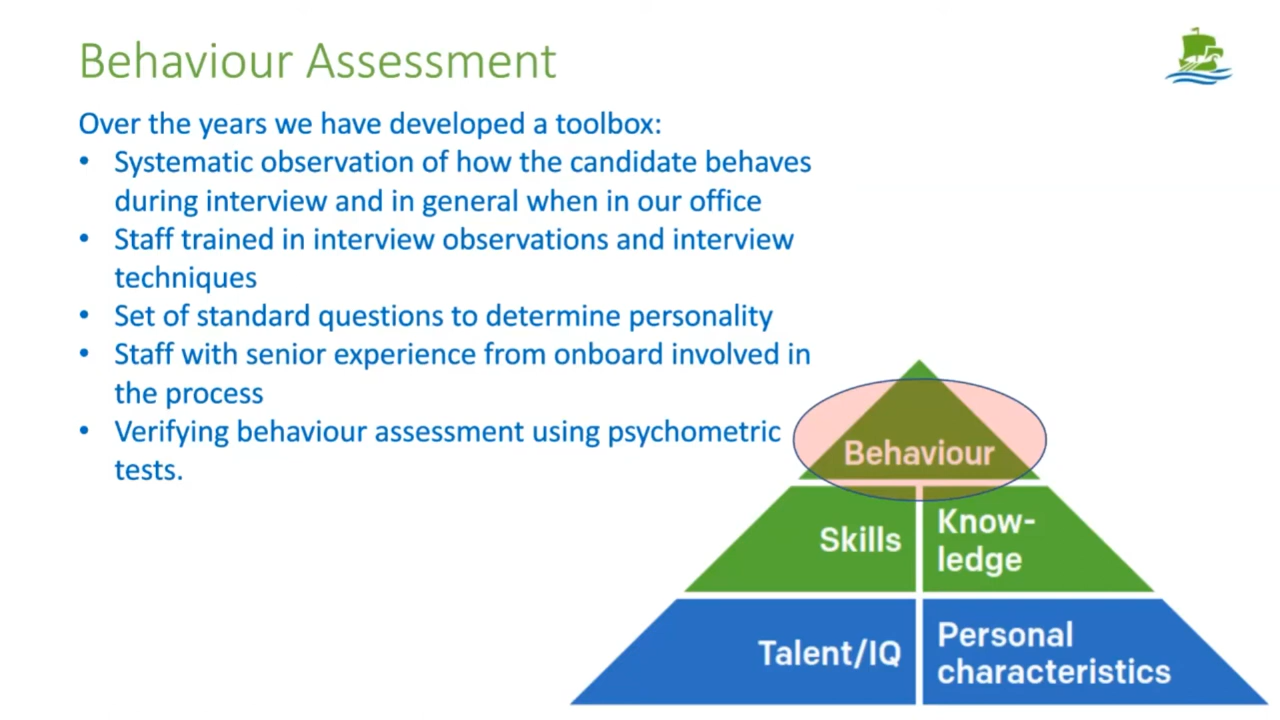 Behaviour Assessment
Over the years we have developed a toolbox:
• Systematic observation of how the candidate behaves
during interview and in general when in our office
• Staff trained in interview observations and interview
techniques
• Set of standard questions to determine personality
• Staff with senior experience from onboard involved in
the process
• Verifying behaviour assessment using psychometric
tests.
Behaviour
Skills
Know-
ledge
Talent/IQ
Personal
characteristics